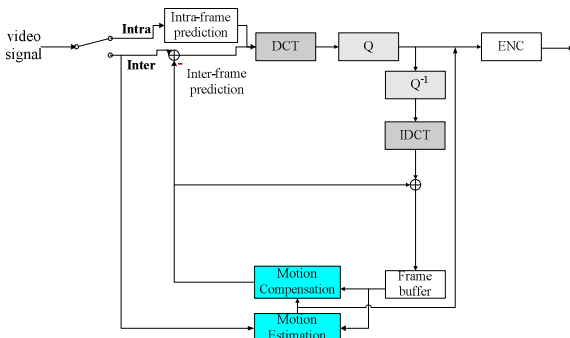 video
signal
Intra
Intra-frame
prediction
Inter
-
Inter-frame
prediction
DCT
Q
ENC
Q-1
IDCT
Motion
Compensation
Frame
buffer
Motion
Estimation